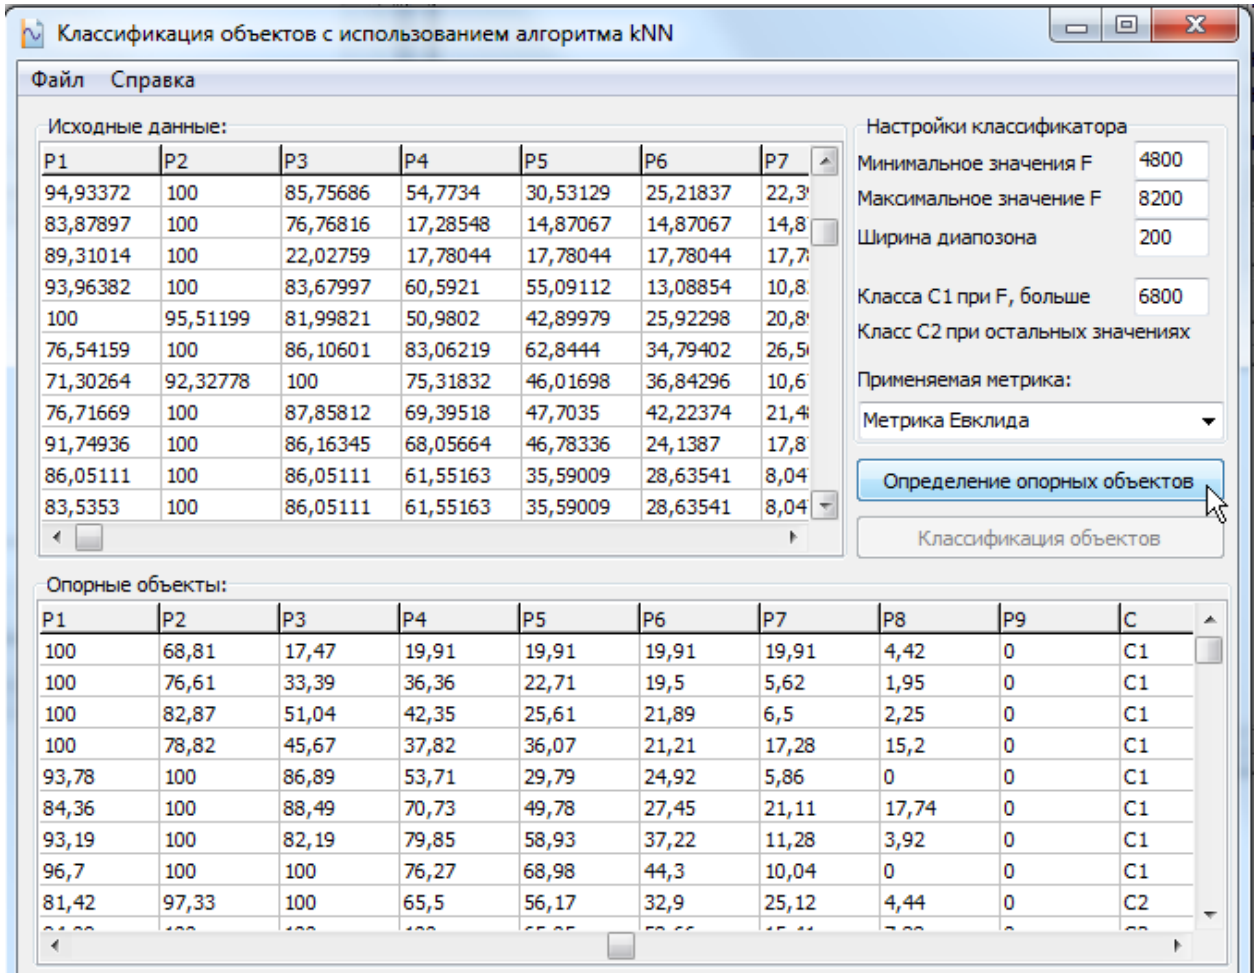 Классификация объектов с использованием алгоритма kNN
Файл Справка
Исходные данные:
P1 P2 P3 P4 P5 P6 P7
94,93372 100 85,75686 54,7734 30,53129 25,21837
83,87897 100 76,76816 17,28548 14,87067 14,87067 14,8
89,31014 100 22,02759 17,78044 17,78044 17,78044
93,96382 100 83,67997 60,5921 55,09112 13,08854 10,8
100 95,51199 81,99821 50,9802 42,89979 25,92298
76,54159 100 86,10601 83,06219 62,8444 34,79402
71,30264 92,32778 100 75,31832 46,01698 36,84296 10,6
76,71669 100 87,85812 69,39518 47,7035 42,22374
91,74936 100 86,16345 68,05664 46,78336 24,1387 17,8
86,05111 100 86,05111 61,55163 35,59009 28,63541 8,04
83,5353 100 86,05111 61,55163 35,59009 28,63541 8,04
Настройки классификатора
Минимальное значения F 4800
Максимальное значение F 8200
Ширина диапозона 200
Класса C1 при F, больше 6800
Класс C2 при остальных значениях
Применяемая метрика:
Метрика Евклида
Определение опорных объектов
Классификация объектов
Опорные объекты:
P1 P2 P3 P4 P5 P6 P7 P8 P9 C
100 68,81 17,47 19,91 19,91 19,91 19,91 4,42 0 C1
100 76,61 33,39 36,36 22,71 19,5 5,62 1,95 0 C1
100 82,87 51,04 42,35 25,61 21,89 6,5 2,25 0 C1
100 78,82 45,67 37,82 36,07 21,21 17,28 15,2 0 C1
93,78 100 86,89 53,71 29,79 24,92 5,86 0 0 C1
84,36 100 88,49 70,73 49,78 27,45 21,11 17,74 0 C1
93,19 100 82,19 79,85 58,93 37,22 11,28 3,92 0 C1
96,7 100 100 76,27 68,98 44,3 10,04 0 0 C1
81,42 97,33 100 65,5 56,17 32,9 25,12 4,44 0 C2